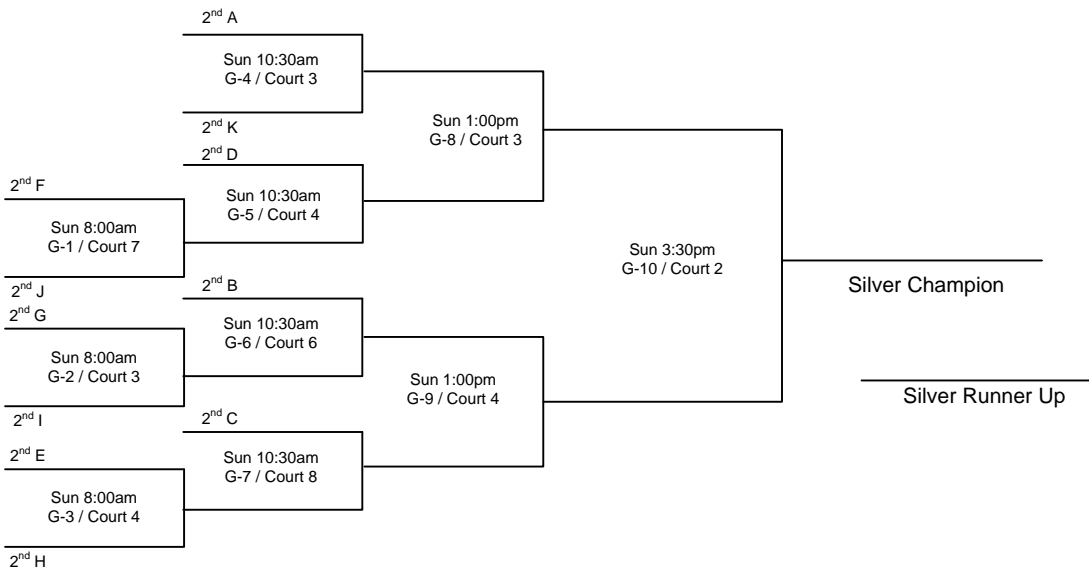 2nd A
Sun 10:30am
G-4 / Court 3
2nd K
2nd D
Sun 10:30am
G-5 / Court 4
2nd F
Sun 8:00am
G-1 / Court 7
2nd J
Sun 1:00pm
G-8 / Court 3
2nd G
Sun 8:00am
G-2 / Court 3
2nd I
2nd B
Sun 10:30am
G-6 / Court 6
2nd C
Sun 10:30am
G-7 / Court 8
2nd E
Sun 8:00am
G-3 / Court 4
2nd H
Sun 1:00pm
G-9 / Court 4
Sun 3:30pm
G-10 / Court 2
Silver Champion
Silver Runner Up